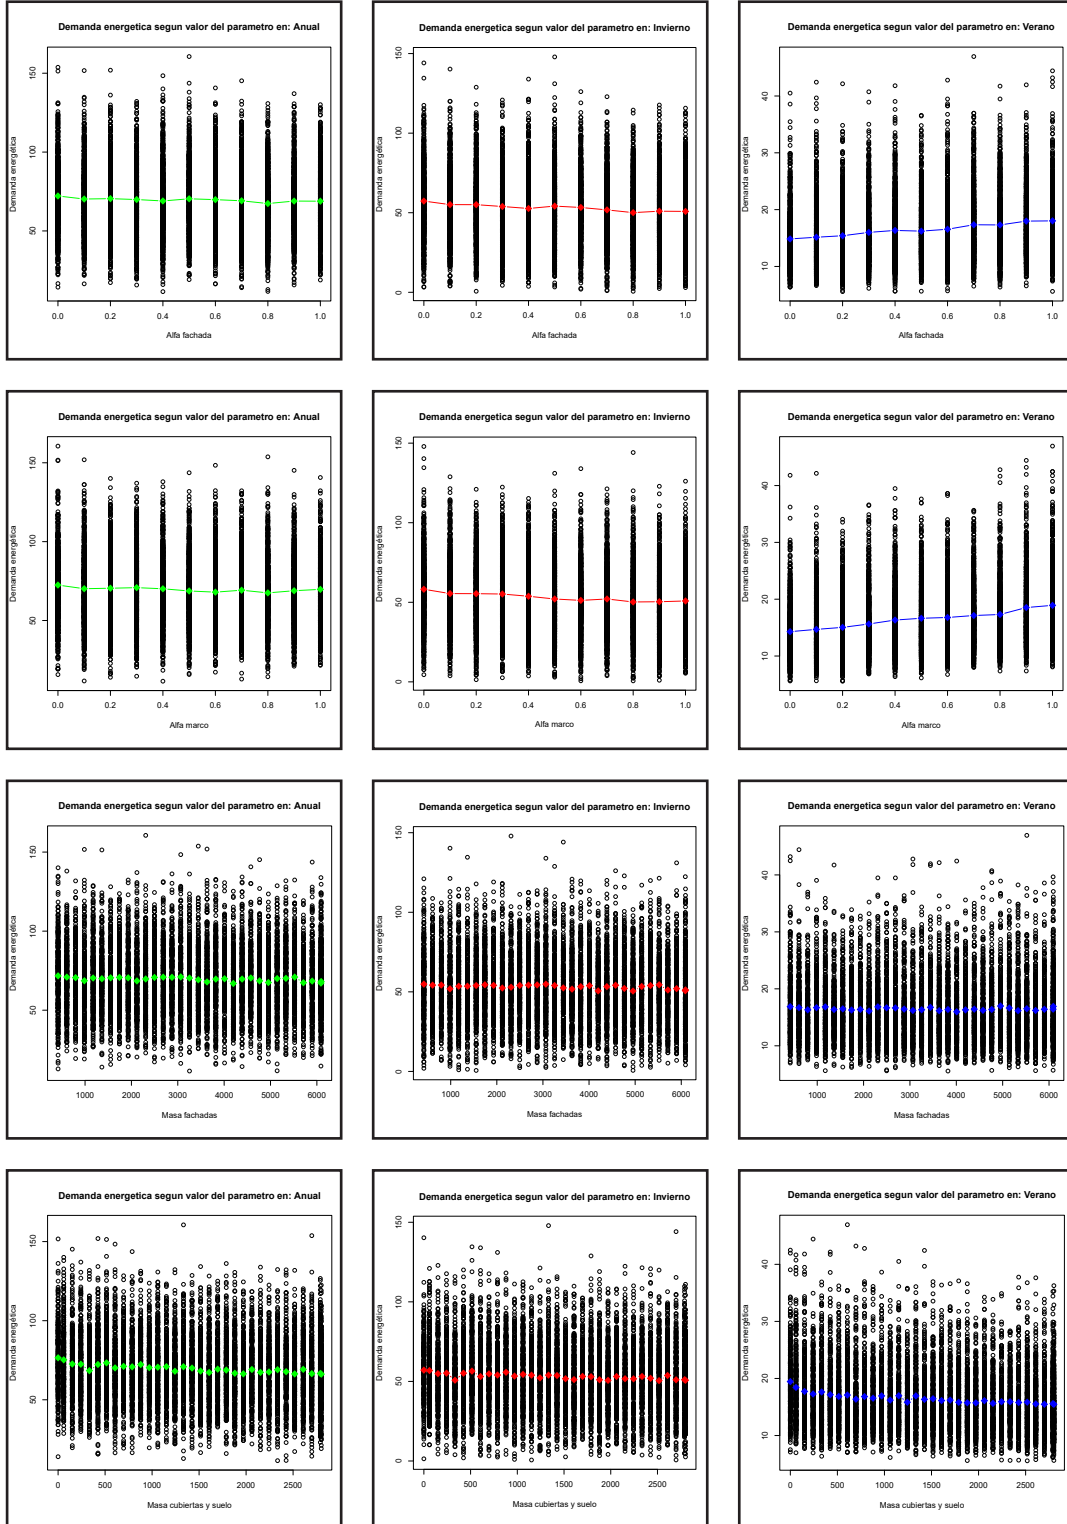 Demanda energetica segun valor del parametro en: Anual
Demanda energética
50
100
150
0.0 0.2 0.4 0.6 0.8 1.0
Alfa fachada
Demanda energetica segun valor del parametro en: Invierno
Demanda energética
0
50
100
150
0.0 0.2 0.4 0.6 0.8 1.0
Alfa fachada
Demanda energetica segun valor del parametro en: Verano
Demanda energética
10
20
30
40
0.0 0.2 0.4 0.6 0.8 1.0
Alfa fachada
Demanda energetica segun valor del parametro en: Anual
Demanda energética
50
100
150
0.0 0.2 0.4 0.6 0.8 1.0
Alfa marco
Demanda energetica segun valor del parametro en: Invierno
Demanda energética
0
50
100
150
0.0 0.2 0.4 0.6 0.8 1.0
Alfa marco
Demanda energetica segun valor del parametro en: Verano
Demanda energética
10
20
30
40
0.0 0.2 0.4 0.6 0.8 1.0
Alfa marco
Demanda energetica segun valor del parametro en: Anual
Demanda energética
50
100
150
1000 2000 3000 4000 5000 6000
Masa fachadas
Demanda energetica segun valor del parametro en: Invierno
Demanda energética
0
50
100
150
1000 2000 3000 4000 5000 6000
Masa fachadas
Demanda energetica segun valor del parametro en: Verano
Demanda energética
10
20
30
40
1000 2000 3000 4000 5000 6000
Masa fachadas
Demanda energetica segun valor del parametro en: Anual
Demanda energética
50
100
150
0 500 1000 1500 2000 2500
Masa cubiertas y suelo
Demanda energetica segun valor del parametro en: Invierno
Demanda energética
0
50
100
150
0 500 1000 1500 2000 2500
Masa cubiertas y suelo
Demanda energetica segun valor del parametro en: Verano
Demanda energética
10
20
30
40
0 500 1000 1500 2000 2500
Masa cubiertas y suelo